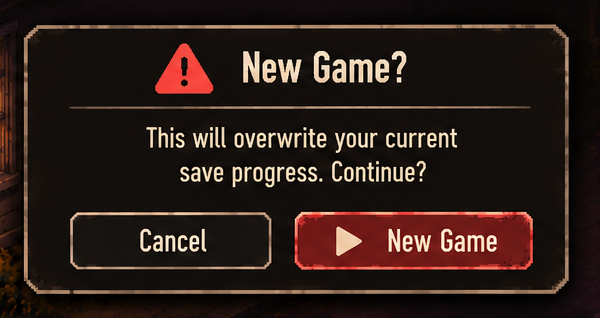 New Game?
This will overwrite your current
save progress. Continue?
Cancel
New Game